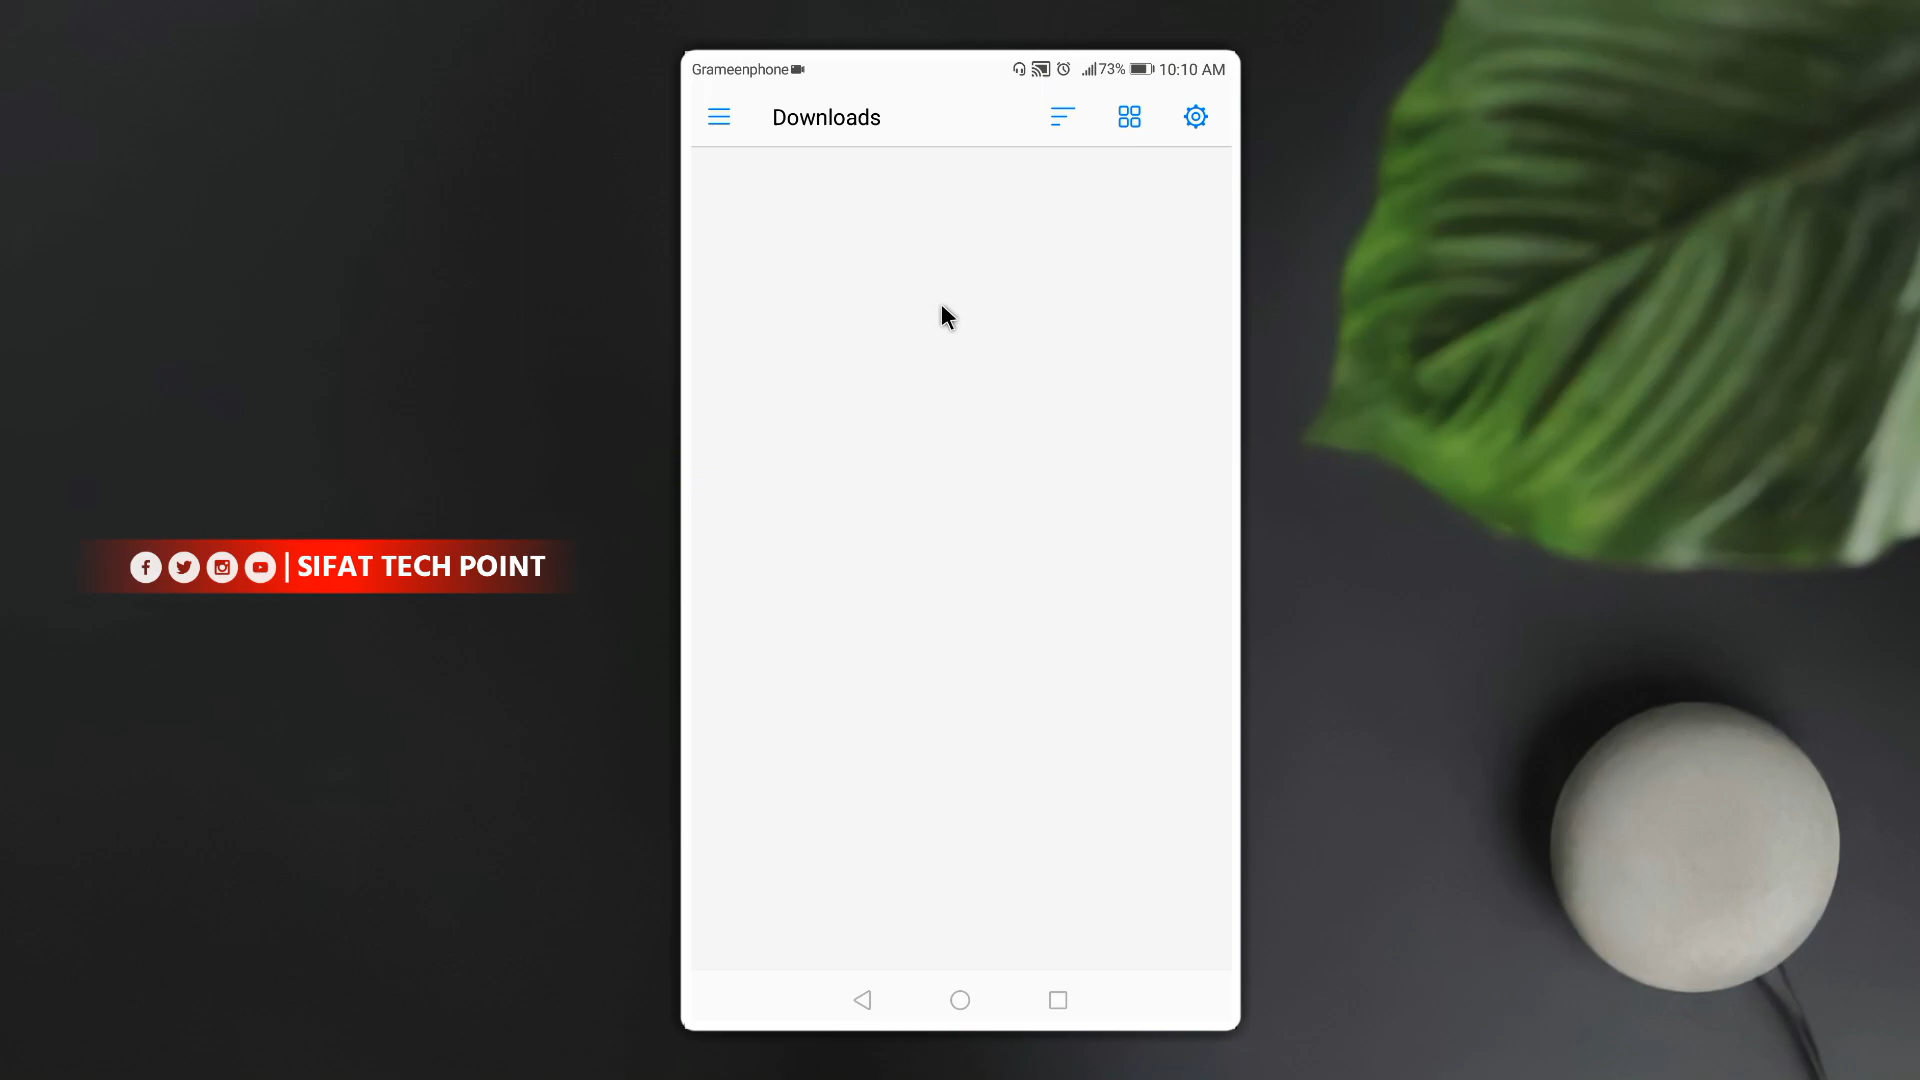 Grameenphone
73% 10:10 AM
Downloads
| SIFAT TECH POINT